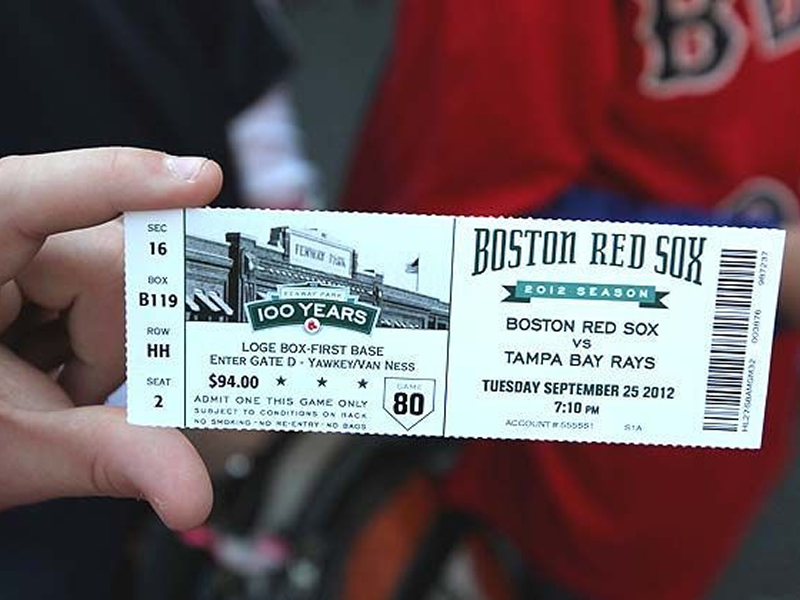 B
SEC
16
BOX
B119
ROW
HH
SEAT
2
FENWAY PARK
FENWAY PARK
100 YEARS
LOGE BOX-FIRST BASE
ENTER GATE D - YAWKEY/VAN NESS
$94.00
ADMIT ONE THIS GAME ONLY
SUBJECT TO CONDITIONS ON BACK
NO SMOKING - NO RE-ENTRY - NO BAGS
GAME
80
BOSTON RED SOX
2012 SEASON
BOSTON RED SOX
VS
TAMPA BAY RAYS
TUESDAY SEPTEMBER 25 2012
7:10 PM
ACCOUNT # 555551 S1A